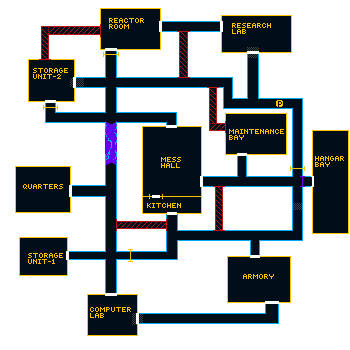 REACTOR
ROOM
RESEARCH
LAB
STORAGE
UNIT-2
P
MAINTENANCE
BAY
MESS
HALL
HANGAR
BAY
QUARTERS
KITCHEN
STORAGE
UNIT-1
ARMORY
COMPUTER
LAB